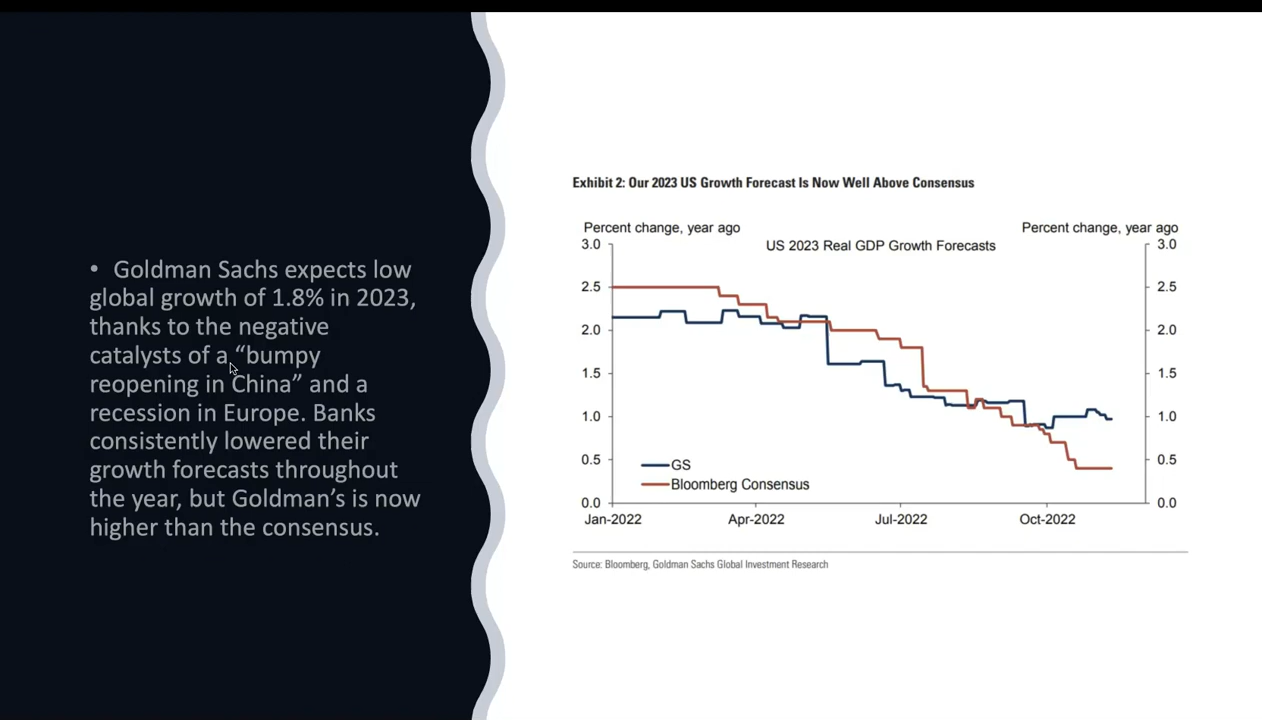 • Goldman Sachs expects low
global growth of 1.8% in 2023,
thanks to the negative
catalysts of a “bumpy
reopening in China” and a
recession in Europe. Banks
consistently lowered their
growth forecasts throughout
the year, but Goldman’s is now
higher than the consensus.
Exhibit 2: Our 2023 US Growth Forecast Is Now Well Above Consensus
Percent change, year ago
Percent change, year ago
US 2023 Real GDP Growth Forecasts
3.0
2.5
2.0
1.5
1.0
0.5
0.0
3.0
2.5
2.0
1.5
1.0
0.5
0.0
GS
Bloomberg Consensus
Jan-2022 Apr-2022 Jul-2022 Oct-2022
Source: Bloomberg, Goldman Sachs Global Investment Research